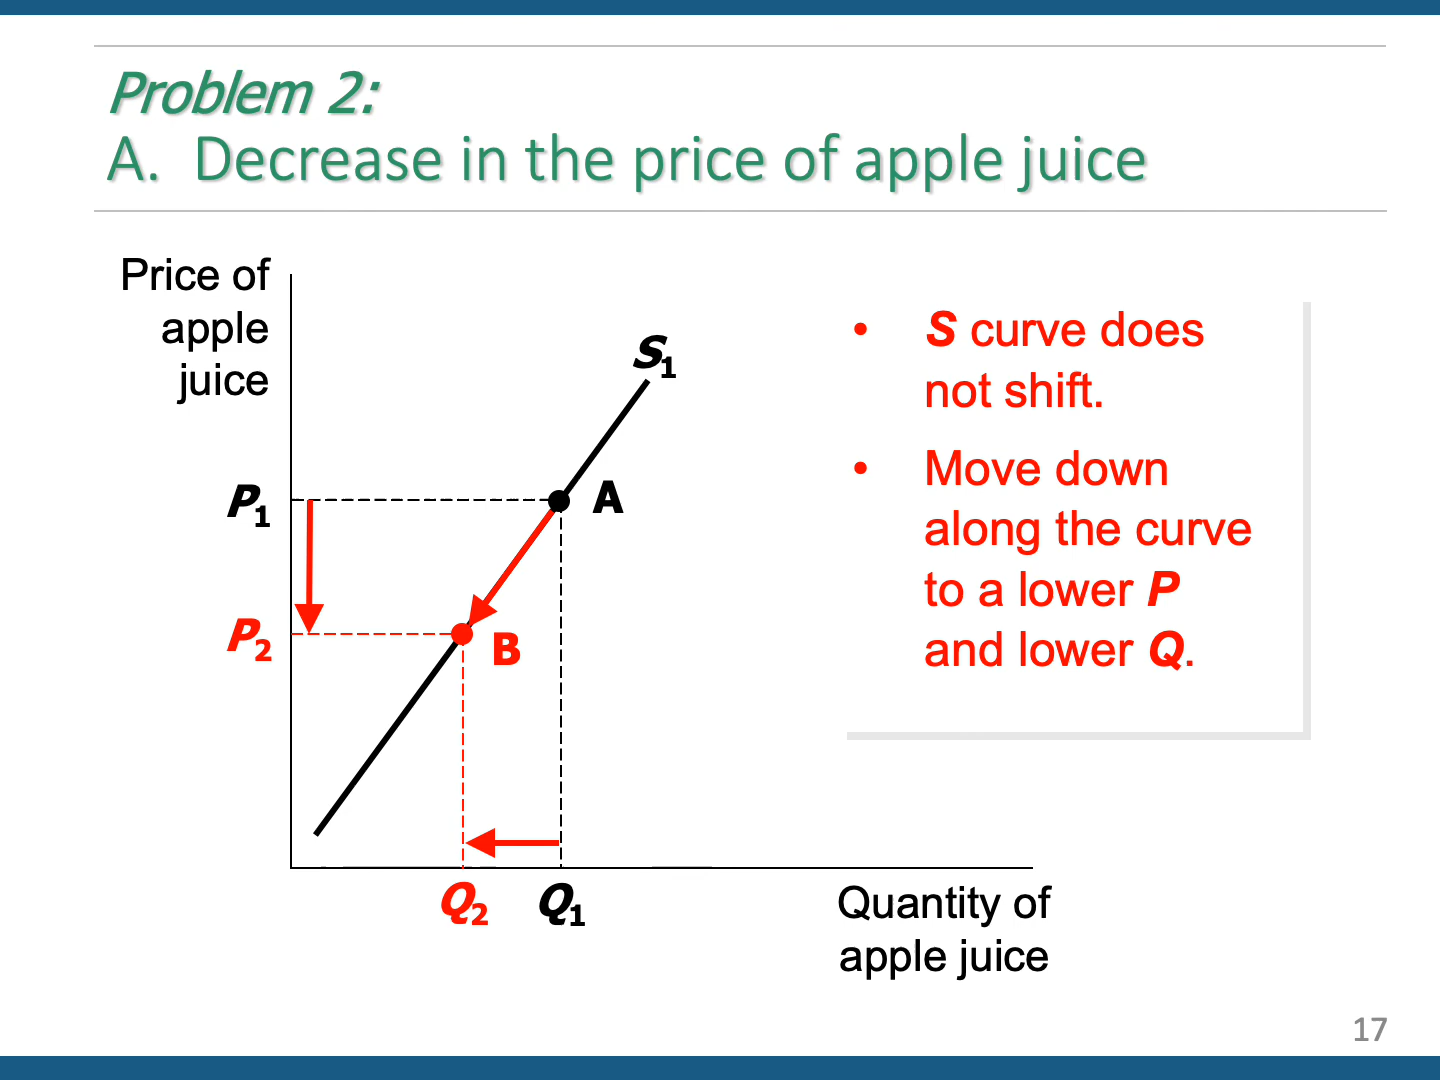 Problem 2:
A. Decrease in the price of apple juice
Price of
apple
juice
S1
P1
A
P2
B
Q2
Q1
Quantity of
apple juice
• S curve does
not shift.
• Move down
along the curve
to a lower P
and lower Q.
17